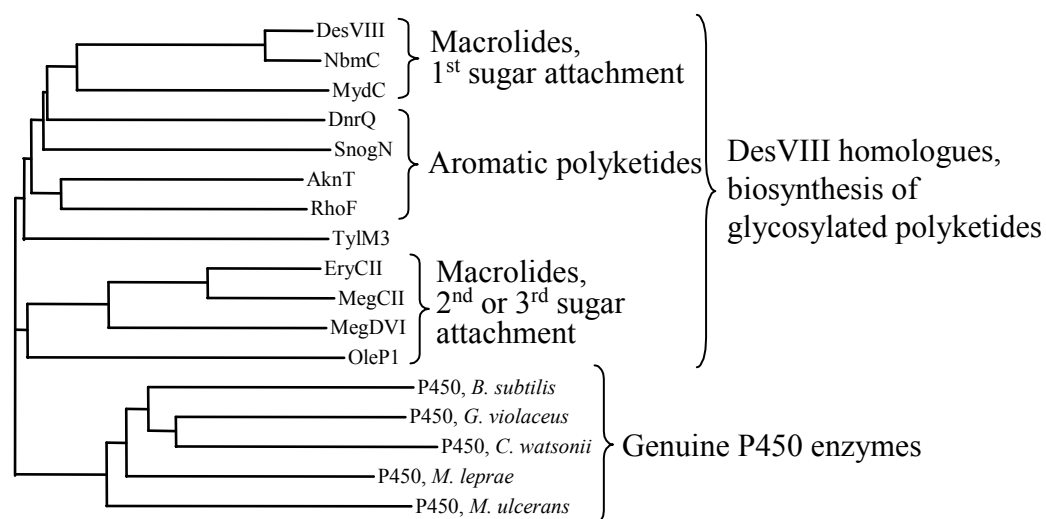 DesVIII
NbmC
MydC
Macrolides,
1st sugar attachment
DnrQ
SnogN
AknT
RhoF
Aromatic polyketides
TylM3
EryCII
MegCII
MegDVI
OleP1
Macrolides,
2nd or 3rd sugar
attachment
DesVIII homologues,
biosynthesis of
glycosylated polyketides
P450, B. subtilis
P450, G. violaceus
P450, C. watsonii
P450, M. leprae
P450, M. ulcerans
Genuine P450 enzymes